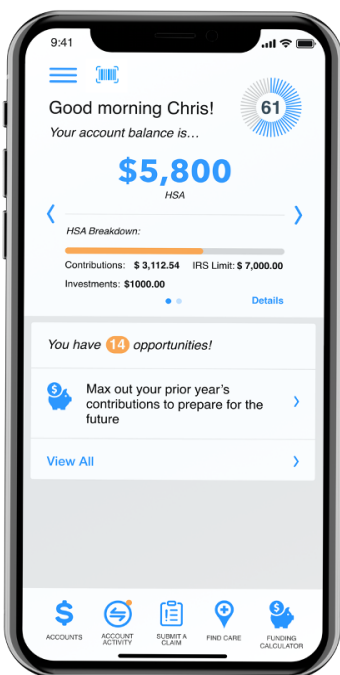 9:41
Good morning Chris!
61
Your account balance is...
$5,800
HSA
HSA Breakdown:
Contributions: $ 3,112.54 IRS Limit: $ 7,000.00
Investments: $1000.00
Details
You have 14 opportunities!
Max out your prior year's
contributions to prepare for the
future
View All
ACCOUNTS
ACCOUNT
ACTIVITY
SUBMIT A
CLAIM
FIND CARE
FUNDING
CALCULATOR